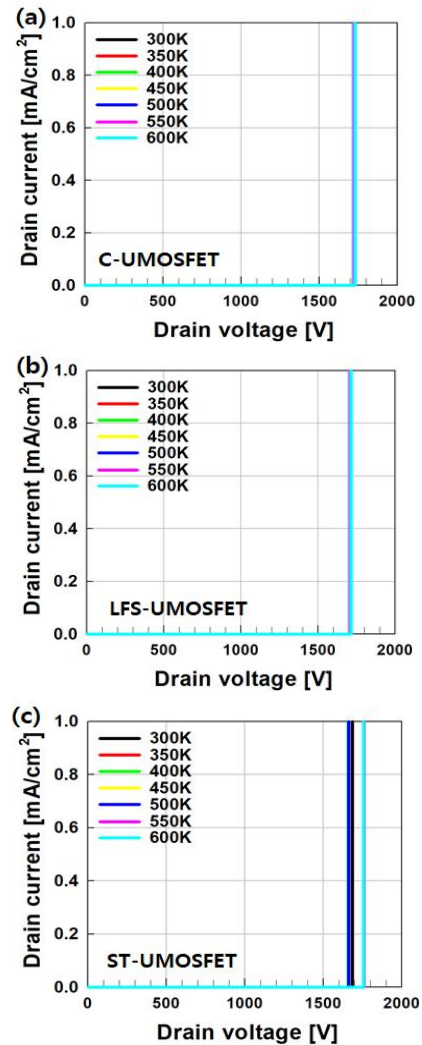 (a)
Drain current [mA/cm²]
1.0
0.8
0.6
0.4
0.2
0.0
300K
350K
400K
450K
500K
550K
600K
C-UMOSFET
0 500 1000 1500 2000
Drain voltage [V]
(b)
Drain current [mA/cm²]
1.0
0.8
0.6
0.4
0.2
0.0
300K
350K
400K
450K
500K
550K
600K
LFS-UMOSFET
0 500 1000 1500 2000
Drain voltage [V]
(c)
Drain current [mA/cm²]
1.0
0.8
0.6
0.4
0.2
0.0
300K
350K
400K
450K
500K
550K
600K
ST-UMOSFET
0 500 1000 1500 2000
Drain voltage [V]